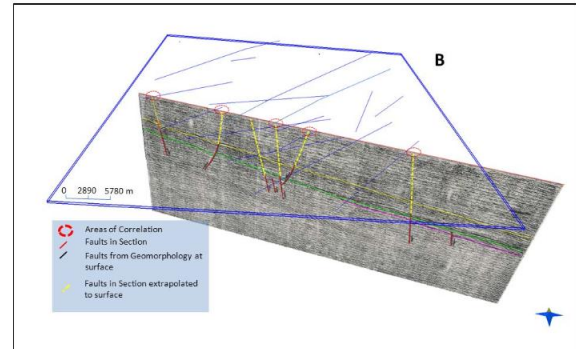 B
0 2890 5780 m
Areas of Correlation
Faults in Section
Faults from Geomorphology at
surface
Faults in Section extrapolated
to surface